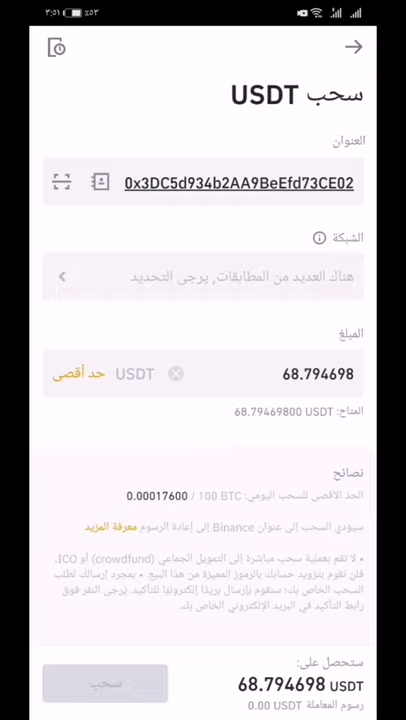 ٣:٥١ ٥٣٪
سحب USDT
العنوان
0x3DC5d934b2AA9BeEfd73CE02
الشبكة
هناك العديد من المطابقات, يرجى التحديد
المبلغ
68.794698 USDT حد أقصى
المتاح: 68.79469800 USDT
نصائح
الحد الأقصى للسحب اليومي: 100 BTC / 0.00017600
سيؤدي السحب إلى عنوان Binance إلى إعادة الرسوم معرفة المزيد
• لا تقم بعملية سحب مباشرة إلى التمويل الجماعي (crowdfund) أو ICO.
فلن نقوم بتزويد حسابك بالرموز المميزة من هذا البيع. • بمجرد إرسالك لطلب
السحب الخاص بك؛ سنقوم بإرسال بريدًا إلكترونيًا للتأكيد. يُرجى النقر فوق
رابط التأكيد في البريد الإلكتروني الخاص بك.
ستحصل على:
68.794698 USDT
رسوم المعاملة 0.00 USDT
سحب